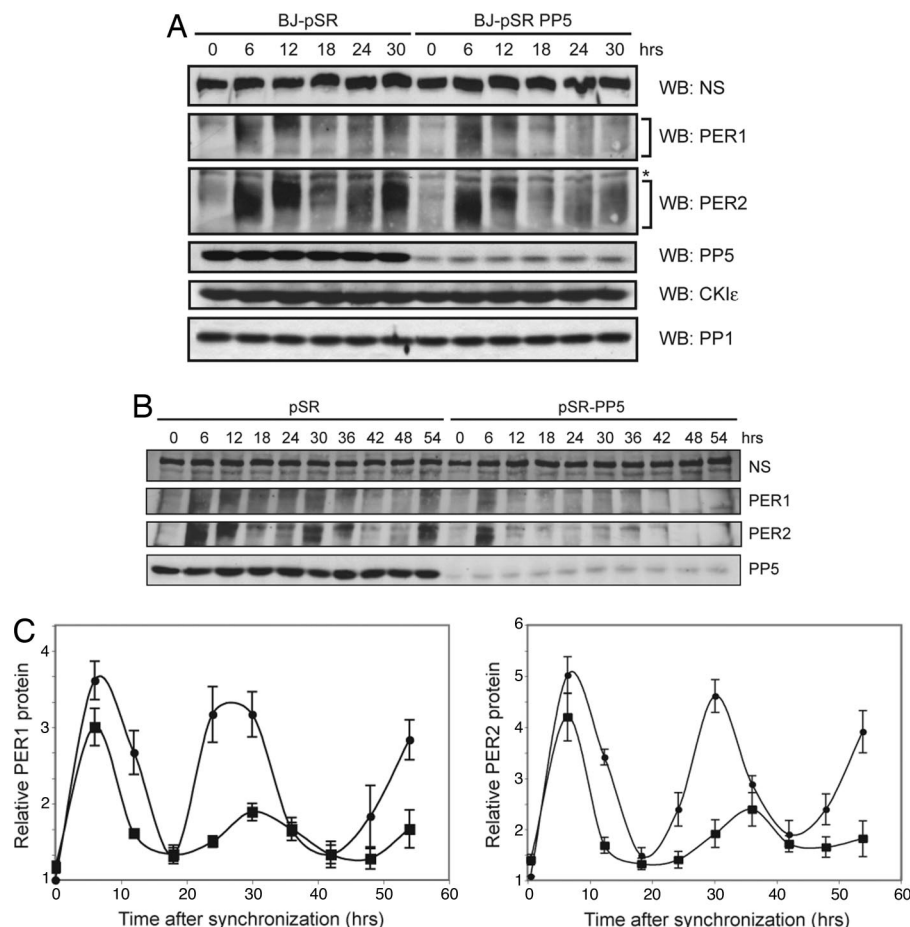 A
BJ-pSR BJ-pSR PP5
0 6 12 18 24 30 0 6 12 18 24 30 hrs
WB: NS
WB: PER1
*
WB: PER2
WB: PP5
WB: CKIε
WB: PP1
B
pSR pSR-PP5
0 6 12 18 24 30 36 42 48 54 0 6 12 18 24 30 36 42 48 54 hrs
NS
PER1
PER2
PP5
C
Relative PER1 protein
4
3
2
1
0 10 20 30 40 50 60
Time after synchronization (hrs)
Relative PER2 protein
6
5
4
3
2
1
0 10 20 30 40 50 60
Time after synchronization (hrs)